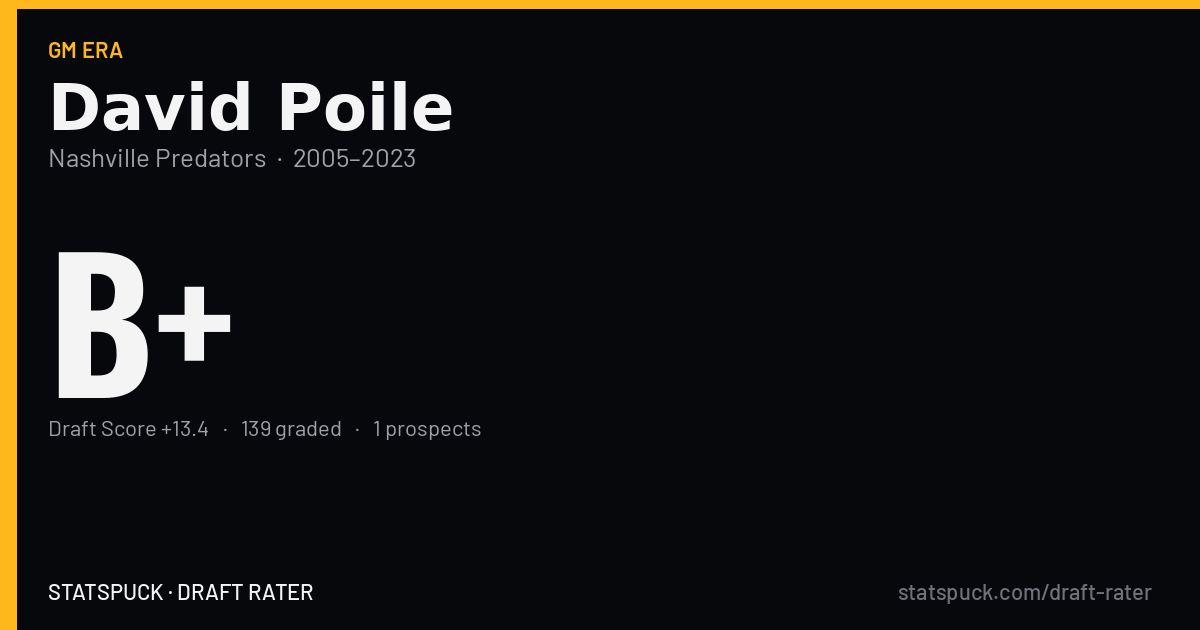 GM ERA
David Poile
Nashville Predators · 2005–2023
B+
Draft Score +13.4 · 139 graded · 1 prospects
STATSPUCK · DRAFT RATER
statspuck.com/draft-rater